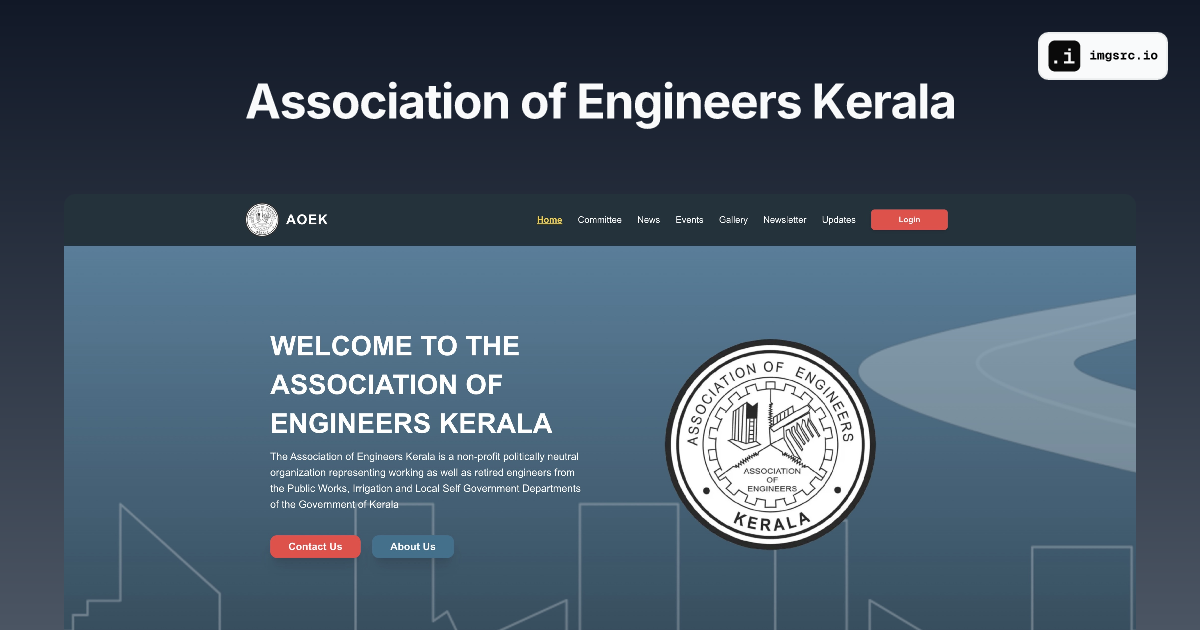 .i imgsrc.io
Association of Engineers Kerala
AOEK
Home Committee News Events Gallery Newsletter Updates Login
WELCOME TO THE
ASSOCIATION OF
ENGINEERS KERALA
The Association of Engineers Kerala is a non-profit politically neutral
organization representing working as well as retired engineers from
the Public Works, Irrigation and Local Self Government Departments
of the Government of Kerala
Contact Us About Us
ASSOCIATION OF ENGINEERS
ASSOCIATION
OF
ENGINEERS
KERALA